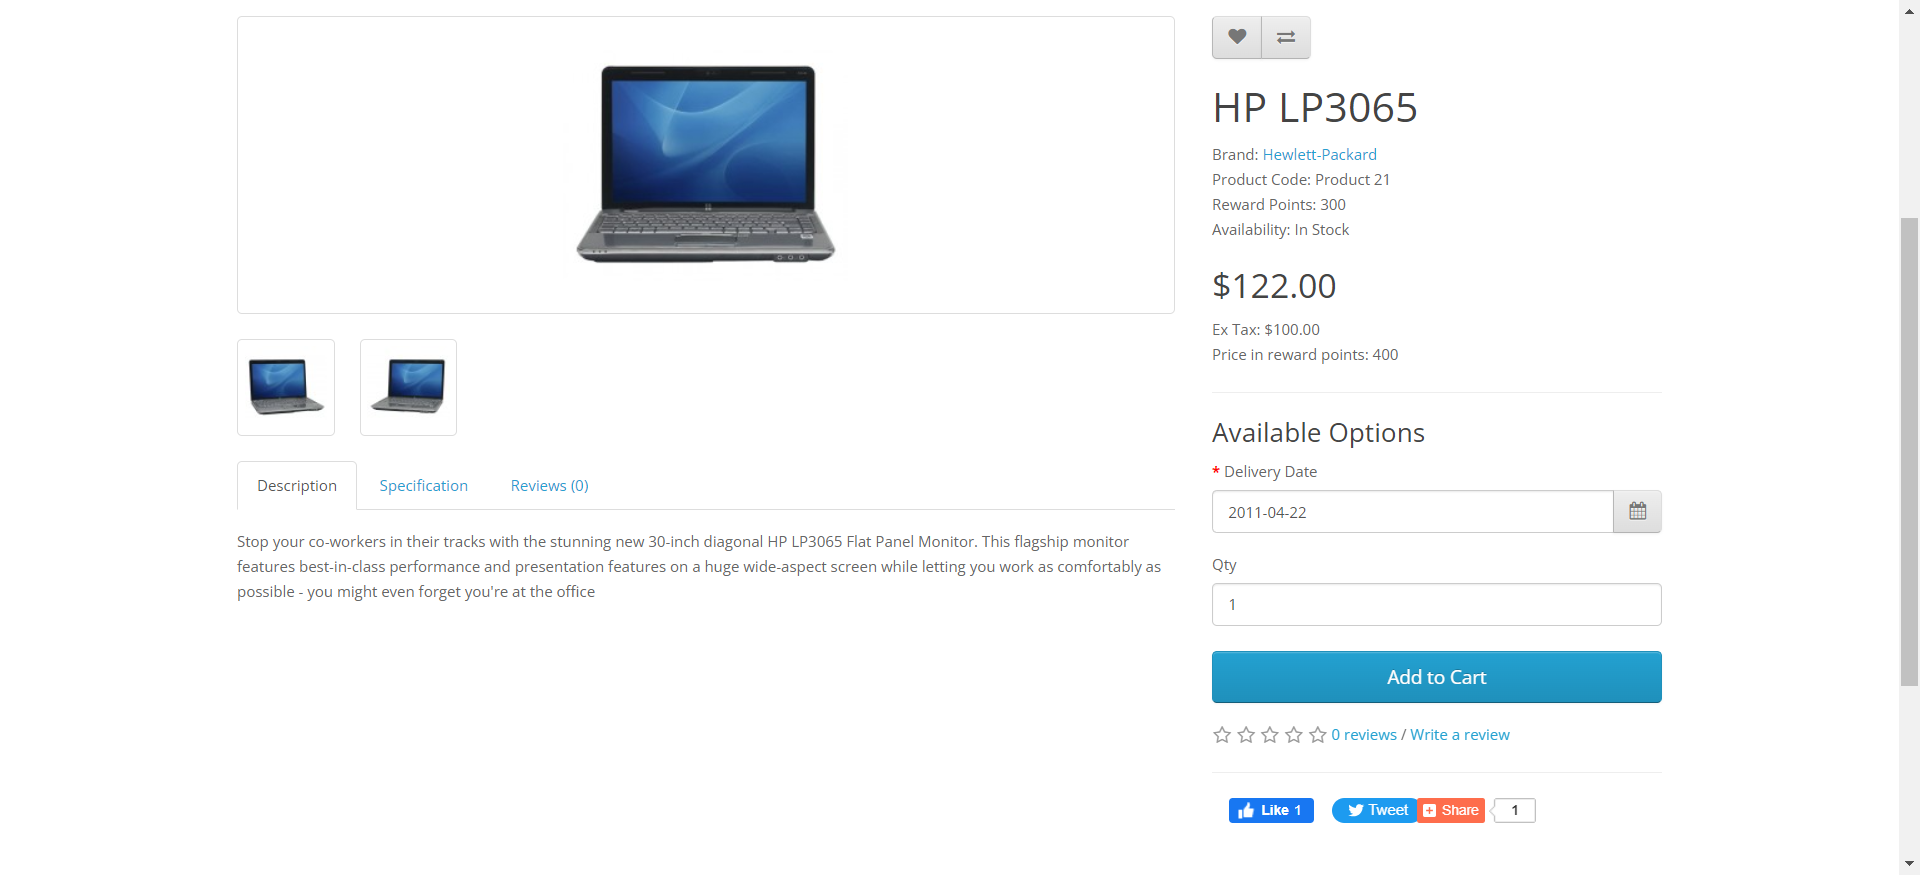 HP LP3065
Brand: Hewlett-Packard
Product Code: Product 21
Reward Points: 300
Availability: In Stock
$122.00
Ex Tax: $100.00
Price in reward points: 400
Available Options
* Delivery Date
2011-04-22
Qty
1
Add to Cart
0 reviews / Write a review
Like 1
Tweet
Share
1
Description
Specification
Reviews (0)
Stop your co-workers in their tracks with the stunning new 30-inch diagonal HP LP3065 Flat Panel Monitor. This flagship monitor
features best-in-class performance and presentation features on a huge wide-aspect screen while letting you work as comfortably as
possible - you might even forget you're at the office